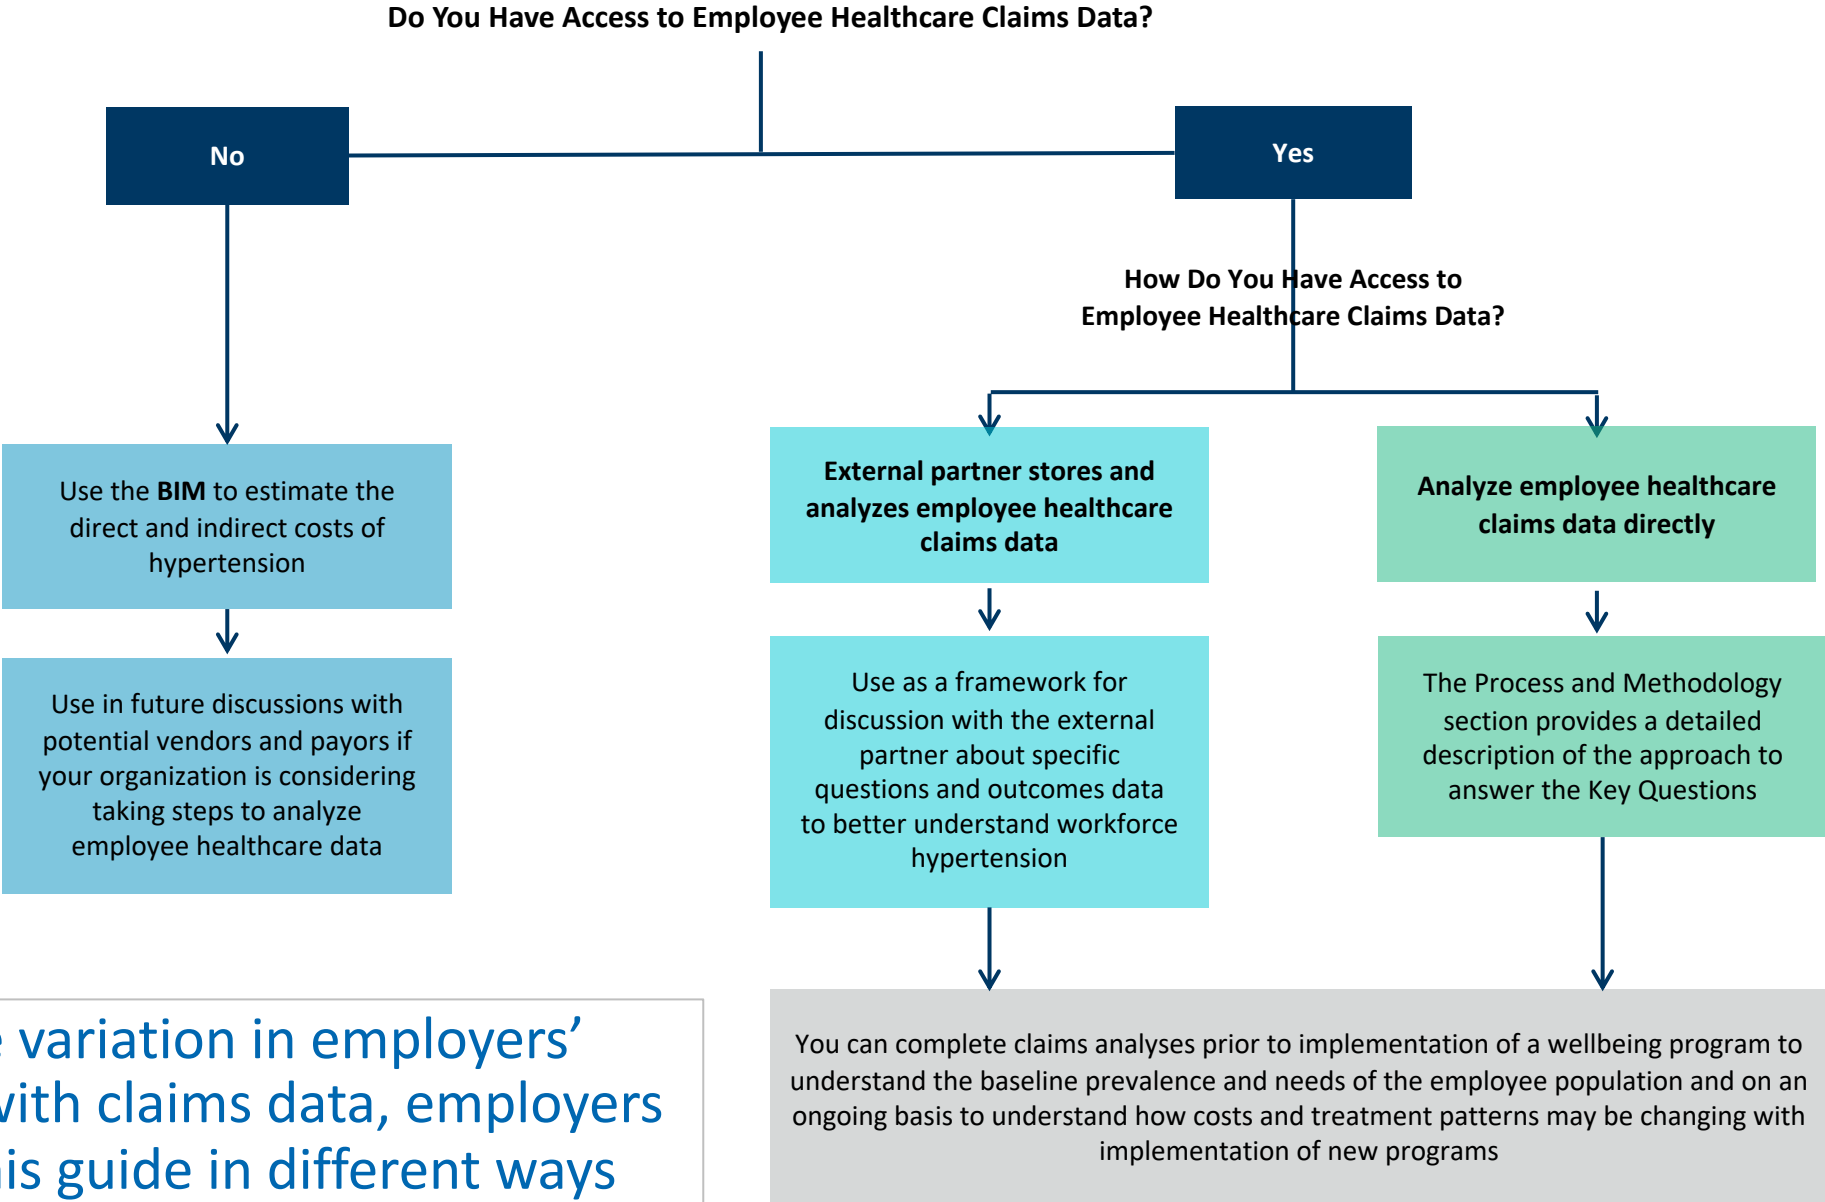 Do You Have Access to Employee Healthcare Claims Data?
No
Yes
How Do You Have Access to
Employee Healthcare Claims Data?
Use the BIM to estimate the
direct and indirect costs of
hypertension
Use in future discussions with
potential vendors and payors if
your organization is considering
taking steps to analyze
employee healthcare data
External partner stores and
analyzes employee healthcare
claims data
Use as a framework for
discussion with the external
partner about specific
questions and outcomes data
to better understand workforce
hypertension
Analyze employee healthcare
claims data directly
The Process and Methodology
section provides a detailed
description of the approach to
answer the Key Questions
variation in employers’
with claims data, employers
guide in different ways
You can complete claims analyses prior to implementation of a wellbeing program to
understand the baseline prevalence and needs of the employee population and on an
ongoing basis to understand how costs and treatment patterns may be changing with
implementation of new programs